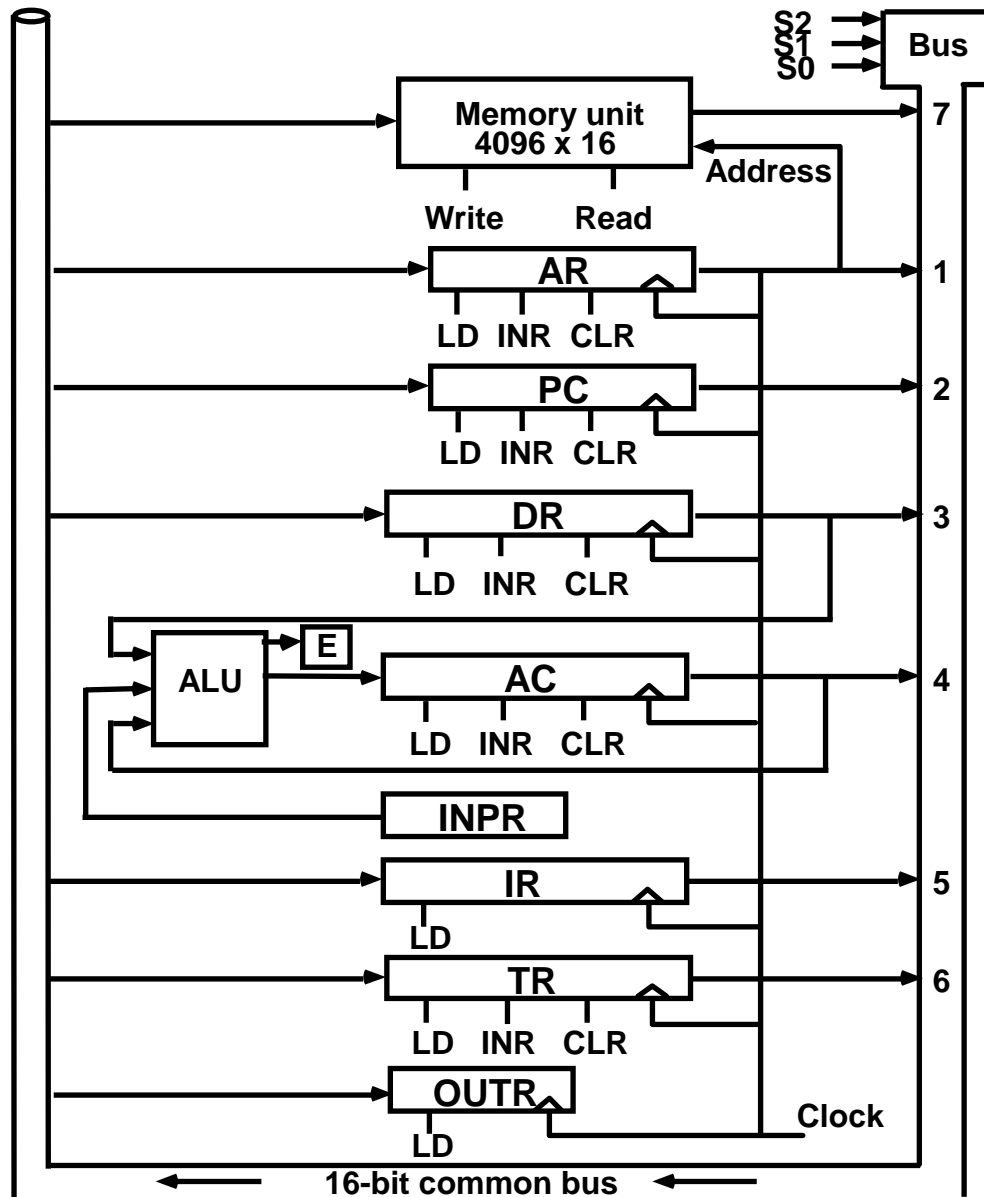 S2
S1
S0
Bus
Memory unit
4096 x 16
7
Address
Write Read
AR
1
LD INR CLR
PC
2
LD INR CLR
DR
3
LD INR CLR
E
ALU
AC
4
LD INR CLR
INPR
IR
5
LD
TR
6
LD INR CLR
OUTR
Clock
LD
16-bit common bus